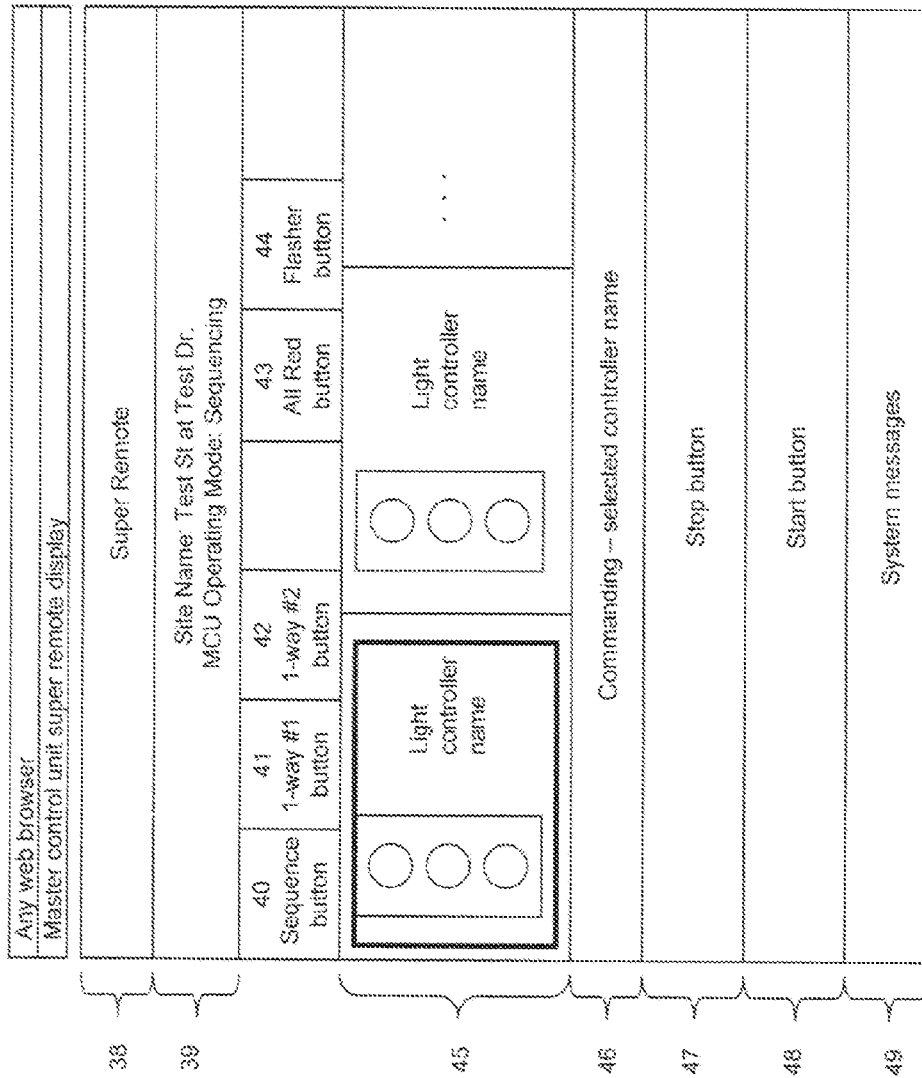 Any web browser
Master control unit super remote display
38
Super Remote
39
Site Name: Test St at Test Dr.
MCU Operating Mode: Sequencing
40
Sequence
button
41
1-way #1
button
42
1-way #2
button
43
All Red
button
44
Flasher
button
45
Light
controller
name
Light
controller
name
. . .
46
Commanding – selected controller name
47
Stop button
48
Start button
49
System messages